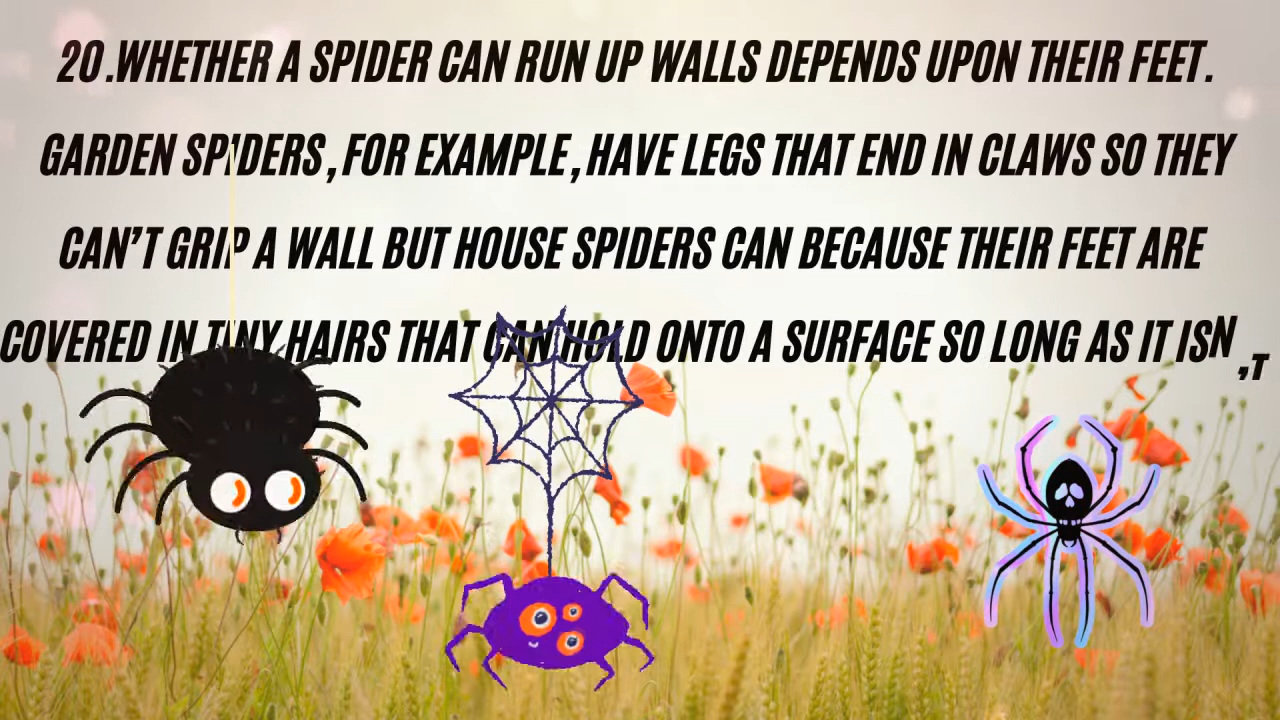 20.WHETHER A SPIDER CAN RUN UP WALLS DEPENDS UPON THEIR FEET.
GARDEN SPIDERS, FOR EXAMPLE, HAVE LEGS THAT END IN CLAWS SO THEY
CAN'T GRIP A WALL BUT HOUSE SPIDERS CAN BECAUSE THEIR FEET ARE
COVERED IN TINY HAIRS THAT CAN HOLD ONTO A SURFACE SO LONG AS IT ISN'T